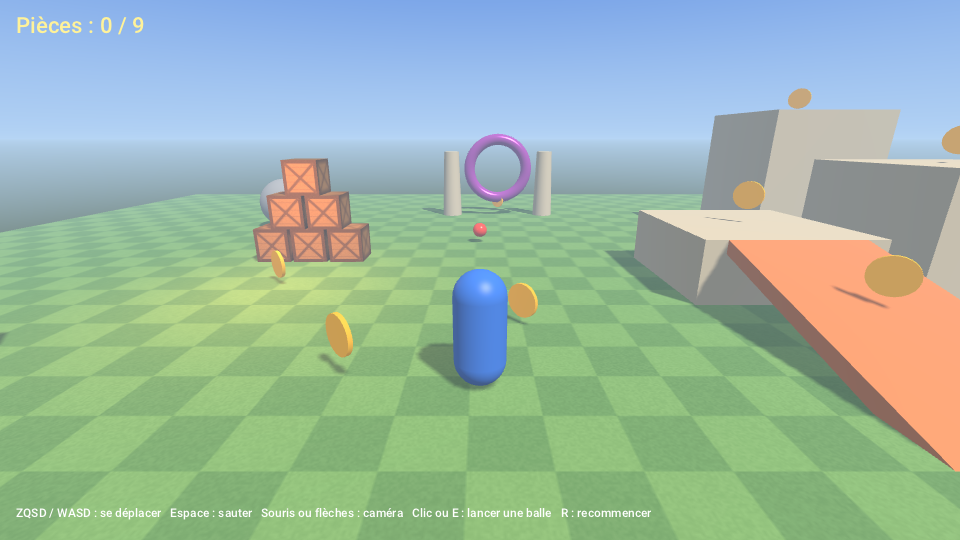 Pièces : 0 / 9
ZQSD / WASD : se déplacer   Espace : sauter   Souris ou flèches : caméra   Clic ou E : lancer une balle   R : recommencer